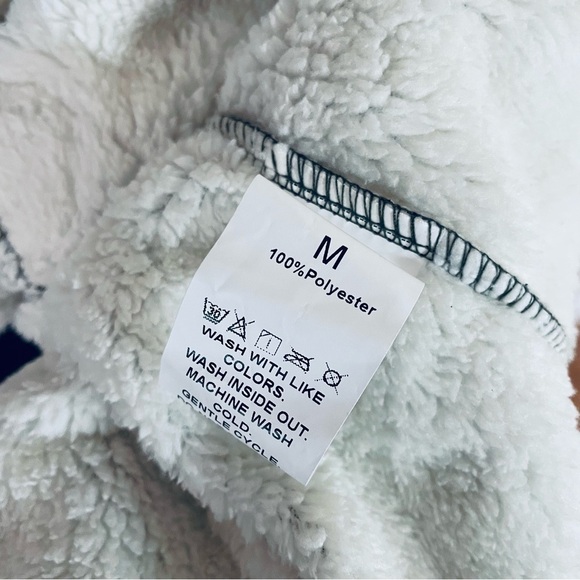 M
100%Polyester
30
WASH WITH LIKE
COLORS.
WASH INSIDE OUT.
MACHINE WASH
COLD.
GENTLE CYCLE